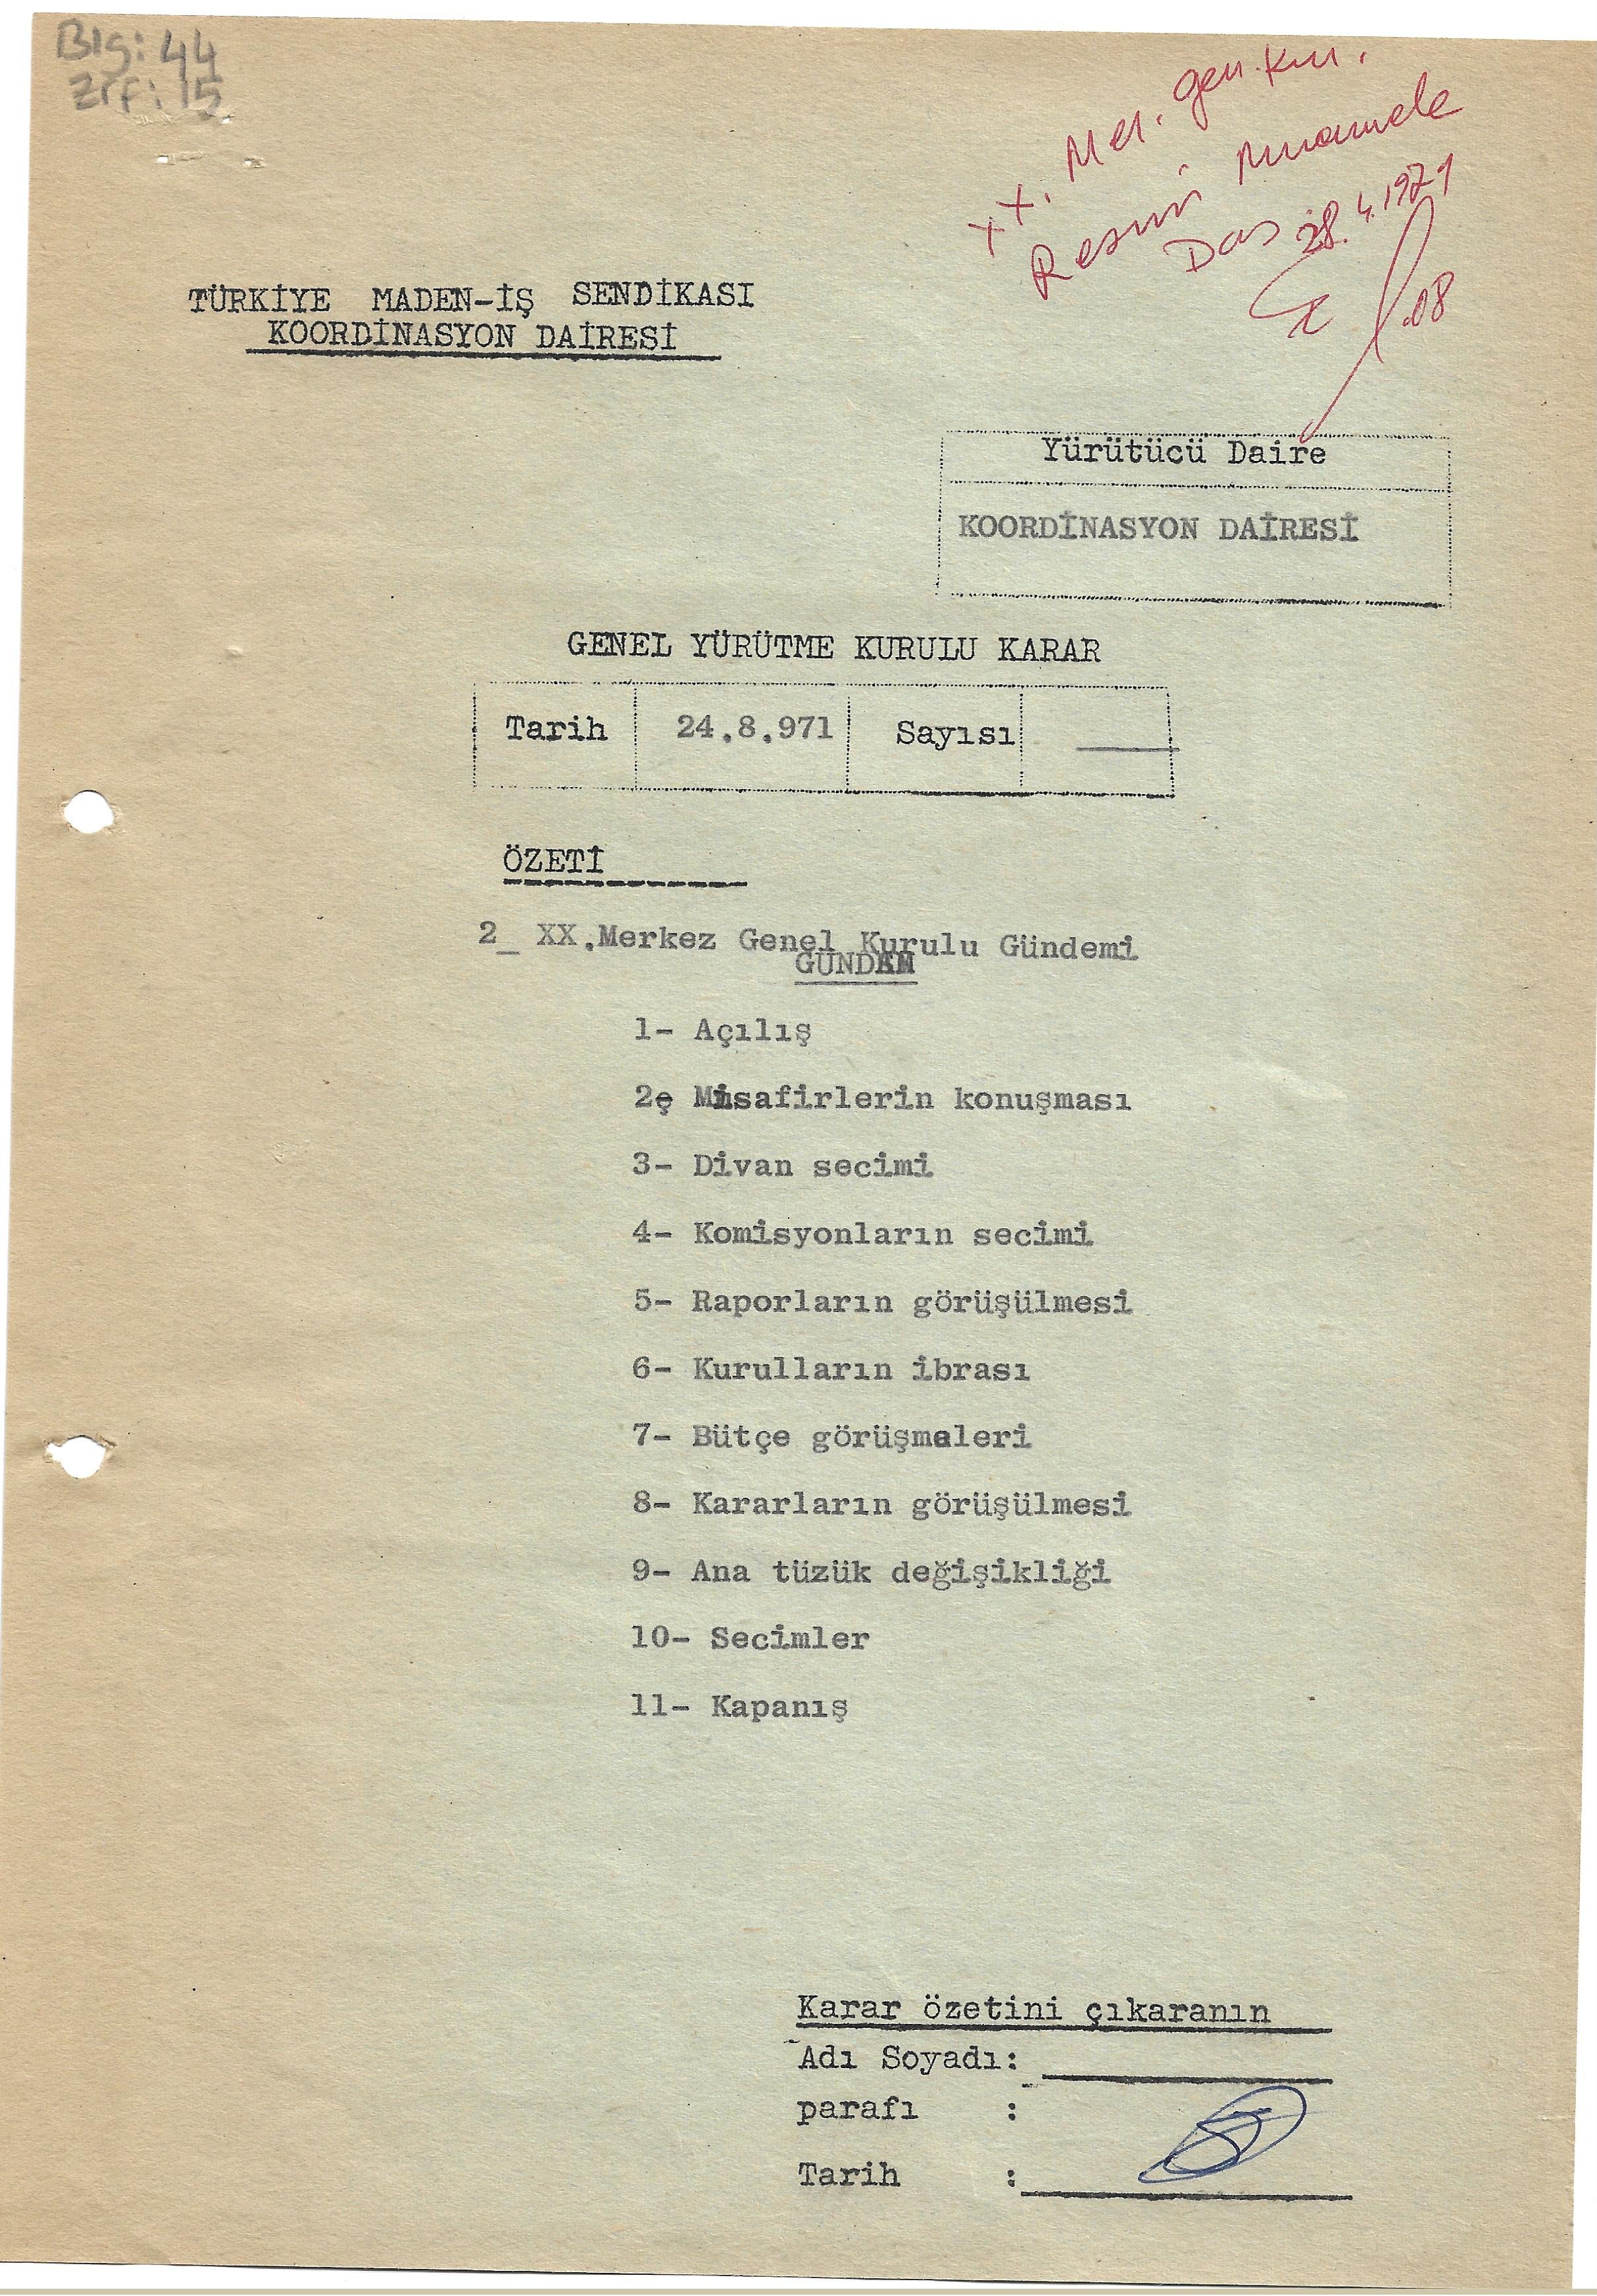 Blg: 44
Zrf: 15
XX. Mer. gen. Kur.
Resmi Muamele
Dos 28.4.1971
.08
TÜRKİYE MADEN-İŞ SENDİKASI
KOORDİNASYON DAİRESİ
Yürütücü Daire
KOORDİNASYON DAİRESİ
GENEL YÜRÜTME KURULU KARAR
Tarih 24.8.971 Sayısı
ÖZETİ
2_ XX.Merkez Genel Kurulu Gündemi
GÜNDEM
1- Açılış
2ç Misafirlerin konuşması
3- Divan secimi
4- Komisyonların secimi
5- Raporların görüşülmesi
6- Kurulların ibrası
7- Bütçe görüşmeleri
8- Kararların görüşülmesi
9- Ana tüzük değişikliği
10- Secimler
11- Kapanış
Karar özetini çıkaranın
Adı Soyadı:
parafı :
Tarih :